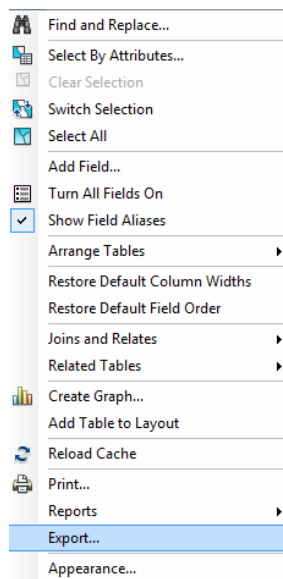 Find and Replace...
Select By Attributes...
Clear Selection
Switch Selection
Select All
Add Field...
Turn All Fields On
Show Field Aliases
Arrange Tables
Restore Default Column Widths
Restore Default Field Order
Joins and Relates
Related Tables
Create Graph...
Add Table to Layout
Reload Cache
Print...
Reports
Export...
Appearance...